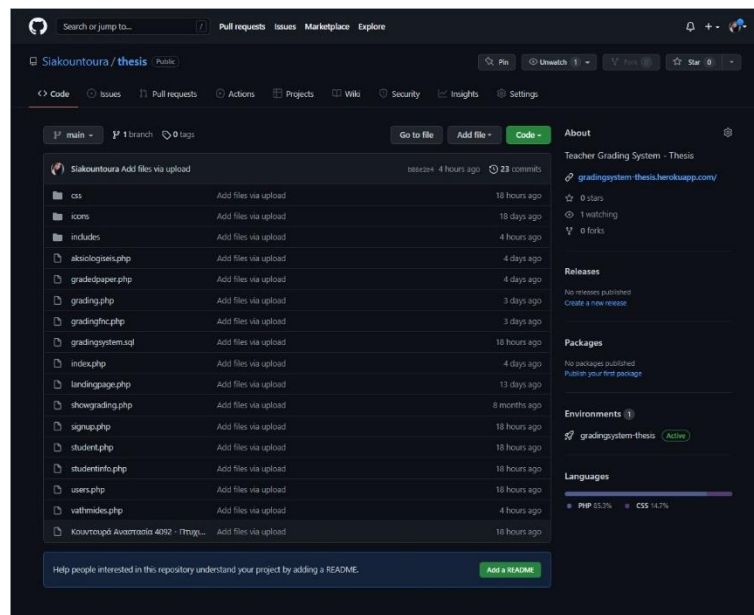 Search or jump to... / Pull requests Issues Marketplace Explore
Siakountoura / thesis Public Pin Unwatch 1 Fork 0 Star 0
Code Issues Pull requests Actions Projects Wiki Security Insights Settings
main 1 branch 0 tags Go to file Add file Code
Siakountoura Add files via upload 4 hours ago 23 commits
css Add files via upload 18 hours ago
icons Add files via upload 18 days ago
includes Add files via upload 4 hours ago
aksiologiseis.php Add files via upload 4 days ago
gradedpaper.php Add files via upload 4 days ago
grading.php Add files via upload 3 days ago
gradingfnc.php Add files via upload 3 days ago
gradingsystem.sql Add files via upload 18 hours ago
index.php Add files via upload 4 days ago
landingpage.php Add files via upload 13 days ago
showgrading.php Add files via upload 8 months ago
signup.php Add files via upload 18 hours ago
student.php Add files via upload 18 hours ago
studentinfo.php Add files via upload 18 hours ago
users.php Add files via upload 18 hours ago
vathmides.php Add files via upload 4 hours ago
Κουντουρά Αναστασία 4092 - Πτυχι... Add files via upload 18 hours ago
Help people interested in this repository understand your project by adding a README. Add a README
About
Teacher Grading System - Thesis
gradingsystem-thesis.herokuapp.com/
0 stars
1 watching
0 forks
Releases
No releases published
Create a new release
Packages
No packages published
Publish your first package
Environments 1
gradingsystem-thesis Active
Languages
PHP 85.3% CSS 14.7%